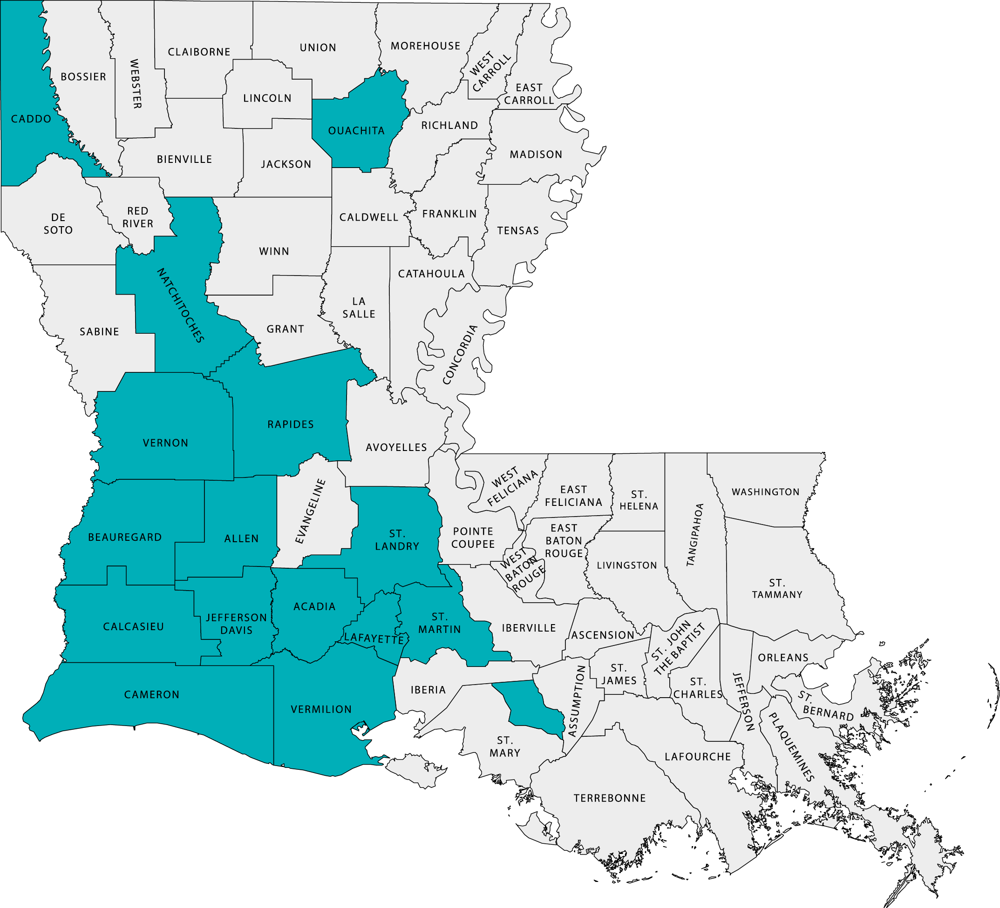 CLAIBORNE
UNION
MOREHOUSE
WEST
CARROLL
BOSSIER
WEBSTER
LINCOLN
EAST
CARROLL
CADDO
OUACHITA
RICHLAND
BIENVILLE
JACKSON
MADISON
DE
SOTO
RED
RIVER
CALDWELL
FRANKLIN
TENSAS
WINN
NATCHITOCHES
CATAHOULA
LA
SALLE
SABINE
GRANT
CONCORDIA
VERNON
RAPIDES
AVOYELLES
WEST
FELICIANA
EAST
FELICIANA
ST.
HELENA
TANGIPAHOA
WASHINGTON
BEAUREGARD
ALLEN
EVANGELINE
ST.
LANDRY
POINTE
COUPEE
EAST
BATON
ROUGE
WEST
BATON
ROUGE
LIVINGSTON
ST.
TAMMANY
CALCASIEU
JEFFERSON
DAVIS
ACADIA
LAFAYETTE
ST.
MARTIN
IBERVILLE
ASCENSION
ST. JOHN
THE BAPTIST
ORLEANS
CAMERON
VERMILION
IBERIA
ASSUMPTION
ST.
JAMES
ST.
CHARLES
JEFFERSON
ST.
BERNARD
PLAQUEMINES
ST.
MARY
LAFOURCHE
TERREBONNE